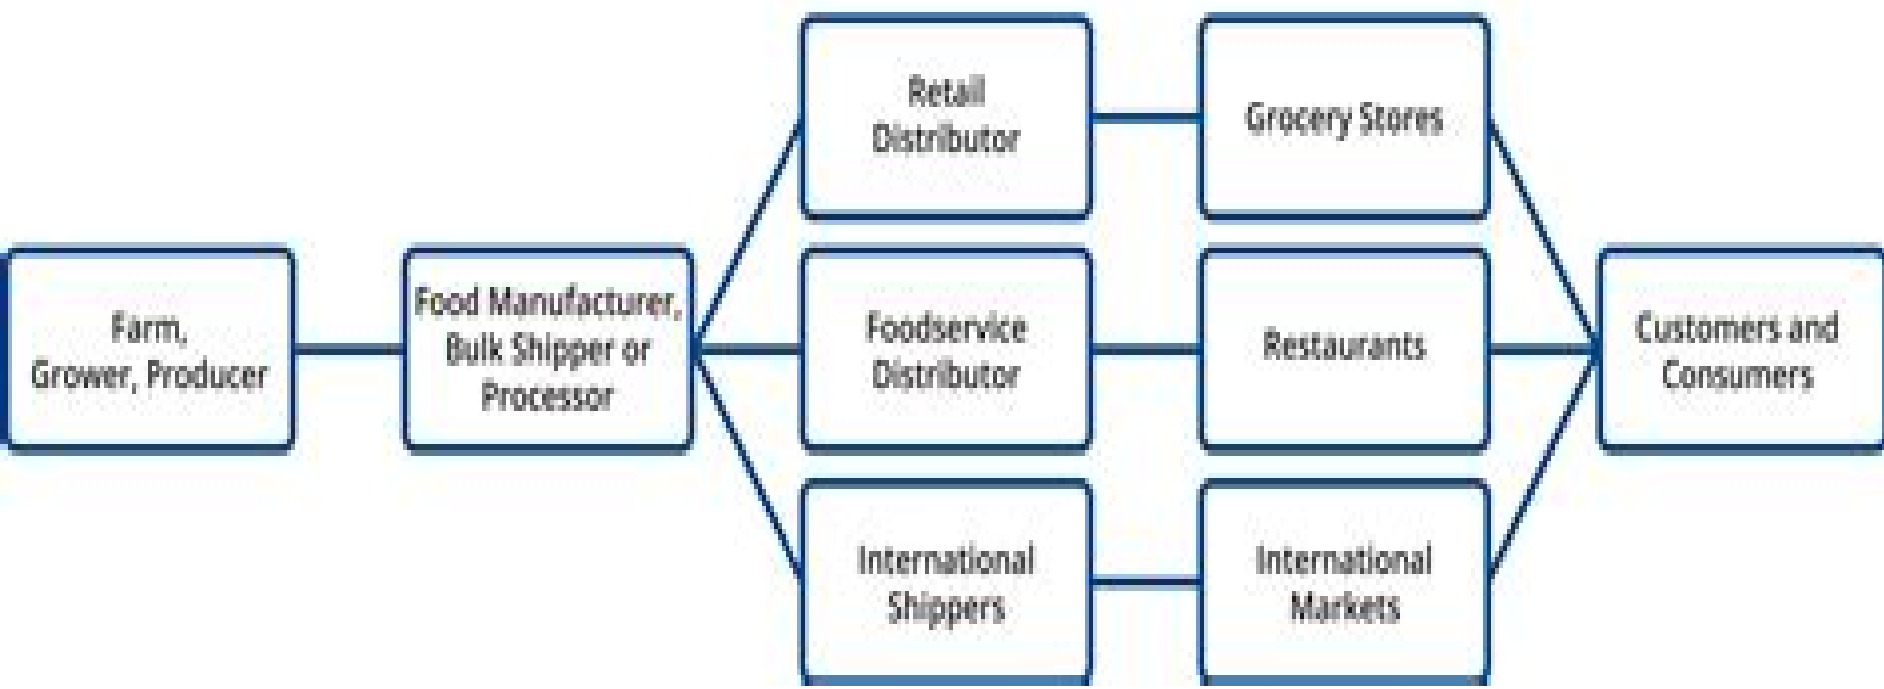 Farm,
Grower, Producer
Food Manufacturer,
Bulk Shipper or
Processor
Retail
Distributor
Grocery Stores
Foodservice
Distributor
Restaurants
International
Shippers
International
Markets
Customers and
Consumers